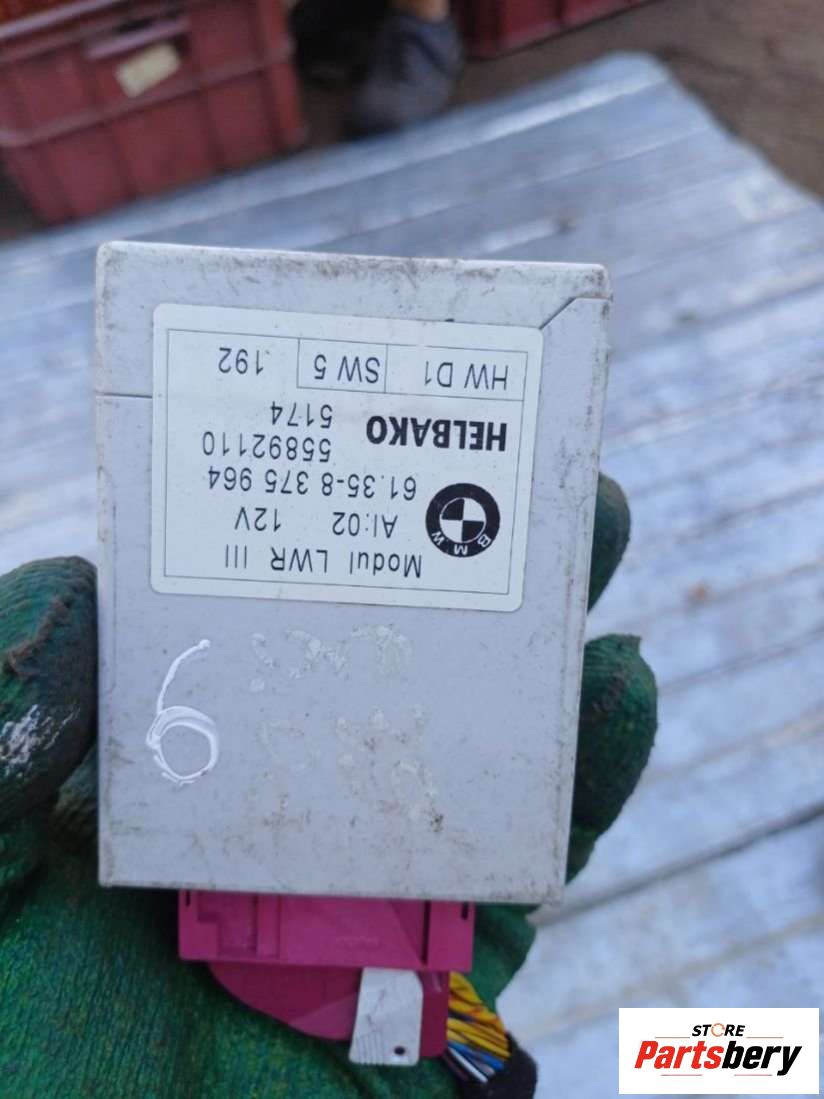 Modul LWR III
AI:02 12V
BMW
61.35-8 375 964
55892110
HELBAKO 5174
HW D1 SW 5 192
6
STORE
Partsbery